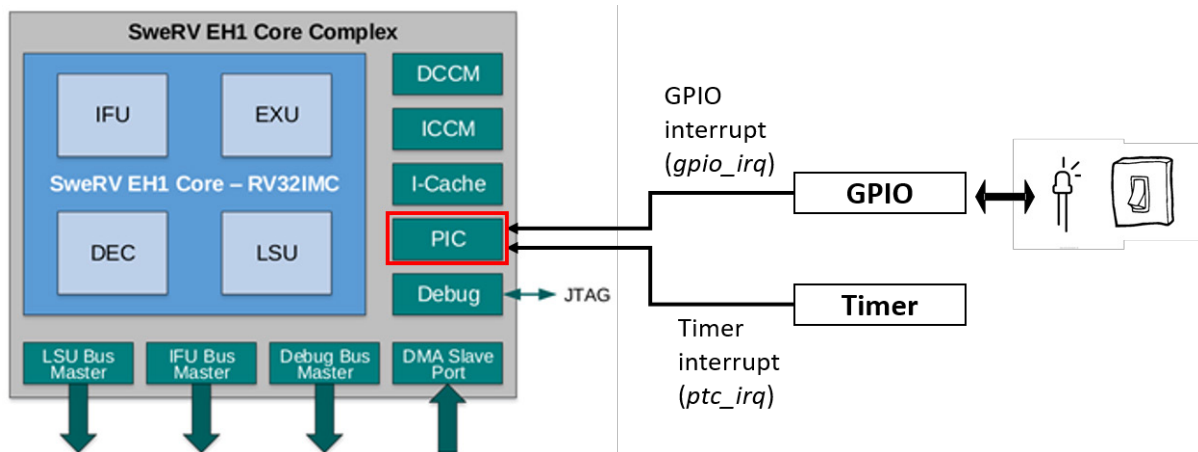 SweRV EH1 Core Complex
IFU
EXU
SweRV EH1 Core – RV32IMC
DEC
LSU
DCCM
ICCM
I-Cache
PIC
Debug
JTAG
LSU Bus
Master
IFU Bus
Master
Debug Bus
Master
DMA Slave
Port
GPIO
interrupt
(gpio_irq)
GPIO
Timer
Timer
interrupt
(ptc_irq)